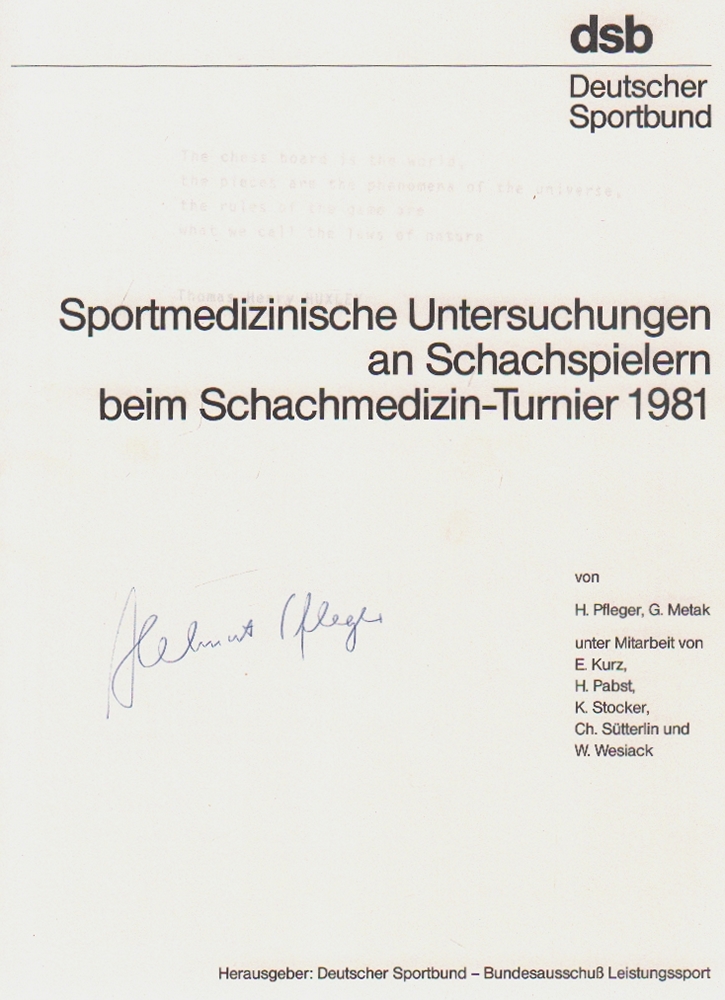 dsb
Deutscher
Sportbund
The chess board is the world,
the pieces are the phenomena of the universe,
the rules of the game are
what we call the laws of nature
Thomas Henry HUXLEY
Sportmedizinische Untersuchungen
an Schachspielern
beim Schachmedizin-Turnier 1981
von
H. Pfleger, G. Metak
Helmut Pfleger
unter Mitarbeit von
E. Kurz,
H. Pabst,
K. Stocker,
Ch. Sütterlin und
W. Wesiack
Herausgeber: Deutscher Sportbund – Bundesausschuß Leistungssport